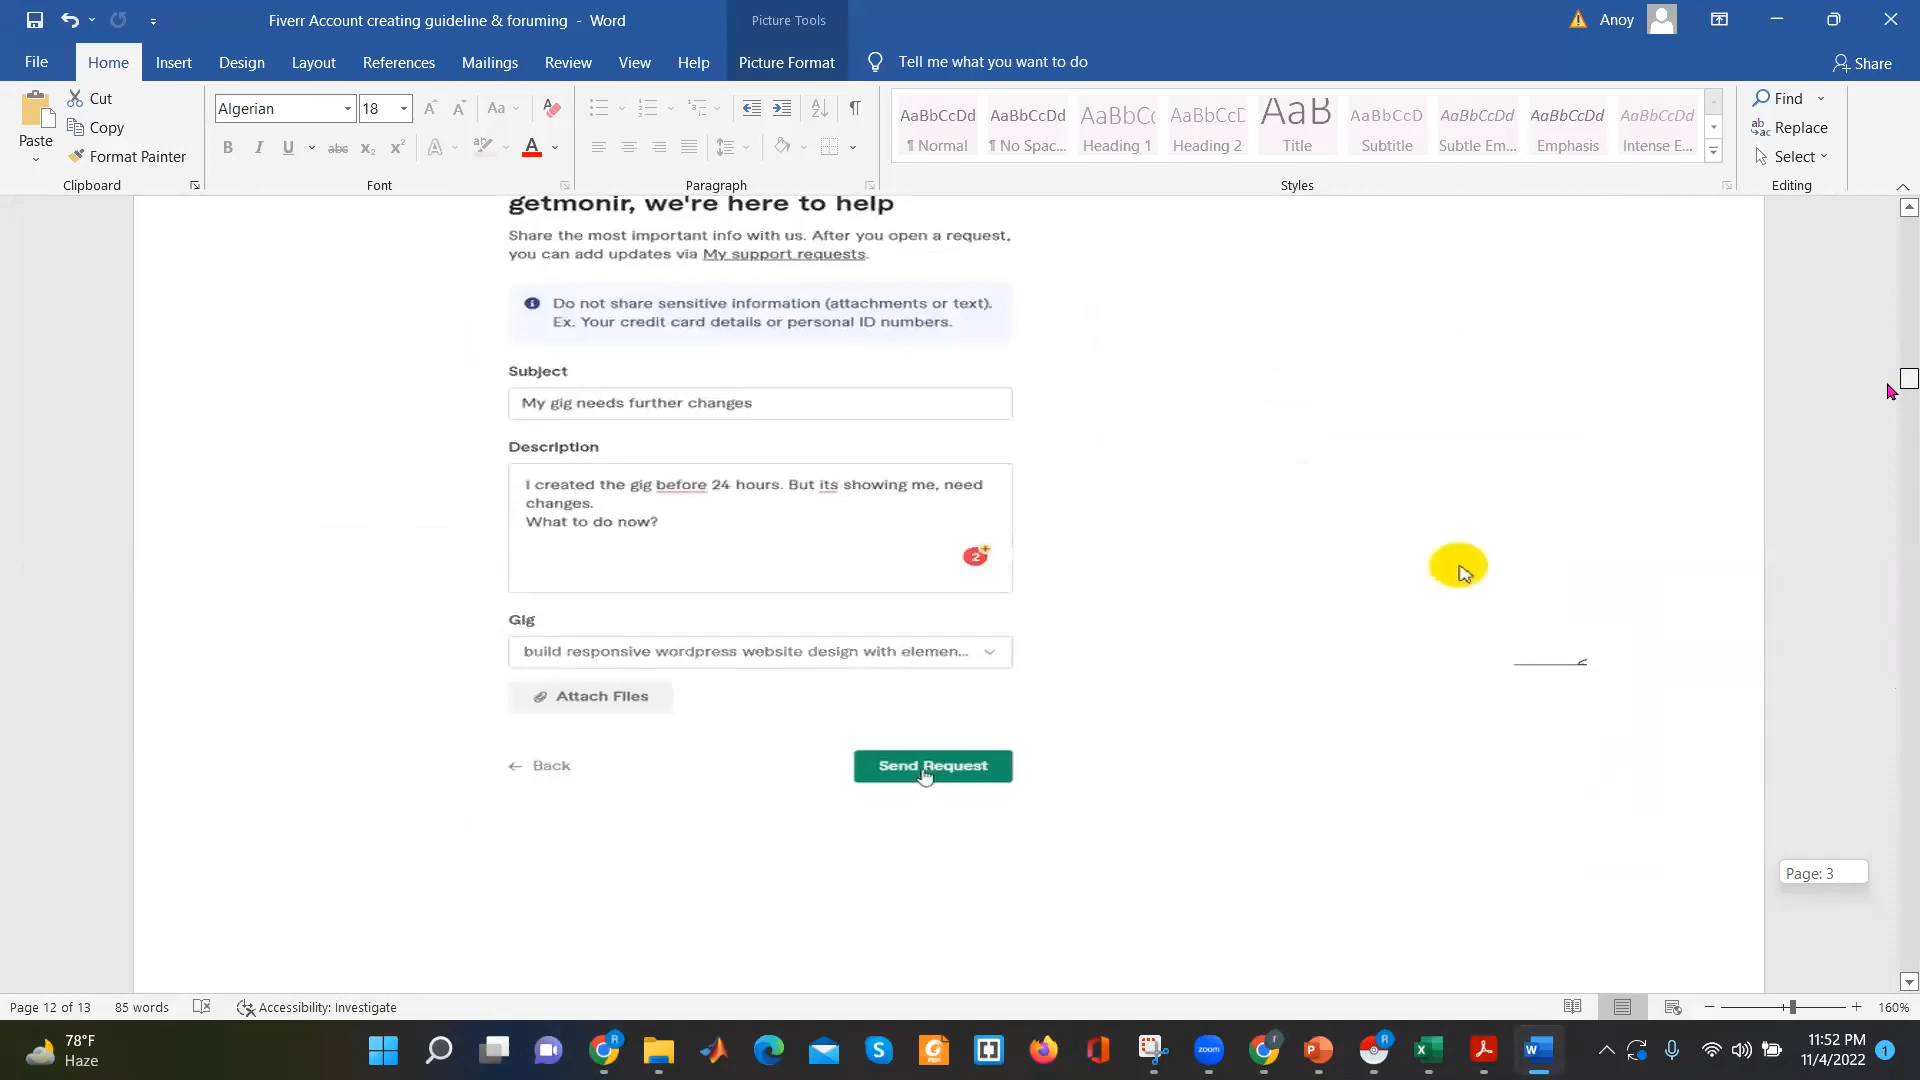 Fiverr Account creating guideline & foruming - Word
Picture Tools
Anoy
File
Home
Insert
Design
Layout
References
Mailings
Review
View
Help
Picture Format
Tell me what you want to do
Share
Paste
Cut
Copy
Format Painter
Clipboard
Algerian
18
Aa
B I U abc x₂ x²
A
A
Font
Paragraph
AaBbCcDd
¶ Normal
AaBbCcDd
¶ No Spac...
AaBbCc
Heading 1
AaBbCcD
Heading 2
AaB
Title
AaBbCcD
Subtitle
AaBbCcDd
Subtle Em...
AaBbCcDd
Emphasis
AaBbCcDd
Intense E...
Styles
Find
Replace
Select
Editing
getmonir, we're here to help
Share the most important info with us. After you open a request,
you can add updates via My support requests.
Do not share sensitive information (attachments or text).
Ex. Your credit card details or personal ID numbers.
Subject
My gig needs further changes
Description
I created the gig before 24 hours. But its showing me, need
changes.
What to do now?
2
Gig
build responsive wordpress website design with elemen...
Attach Files
← Back
Send Request
Page: 3
Page 12 of 13
85 words
Accessibility: Investigate
160%
78°F
Haze
zoom
11:52 PM
11/4/2022
1